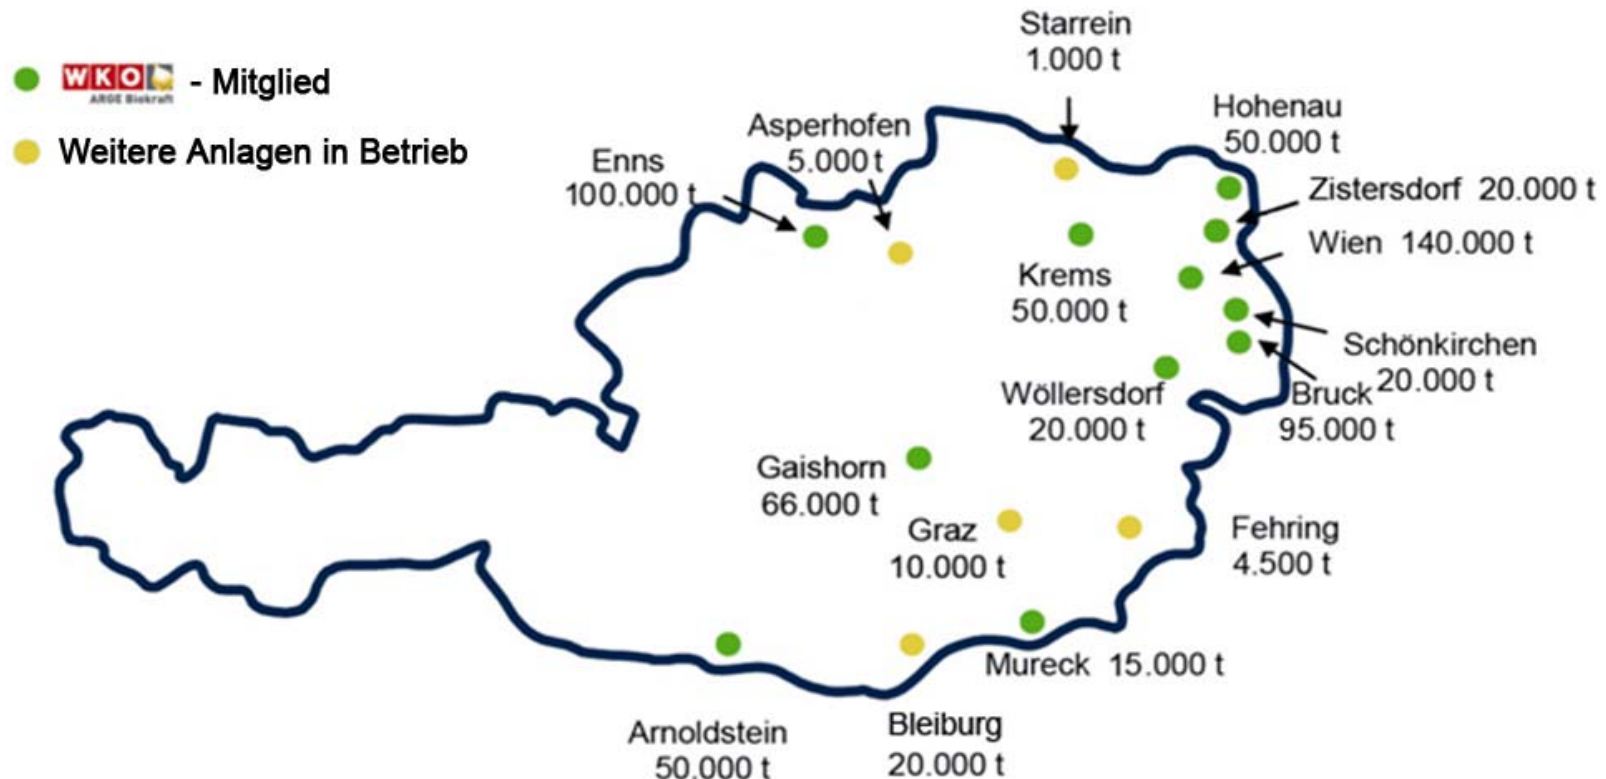 WKO - Mitglied
ARGE Biokraft
Weitere Anlagen in Betrieb
Starrein
1.000 t
Asperhofen
5.000 t
Enns
100.000 t
Hohenau
50.000 t
Zistersdorf 20.000 t
Wien 140.000 t
Krems
50.000 t
Schönkirchen
20.000 t
Bruck
95.000 t
Wöllersdorf
20.000 t
Gaishorn
66.000 t
Graz
10.000 t
Fehring
4.500 t
Mureck 15.000 t
Arnoldstein
50.000 t
Bleiburg
20.000 t